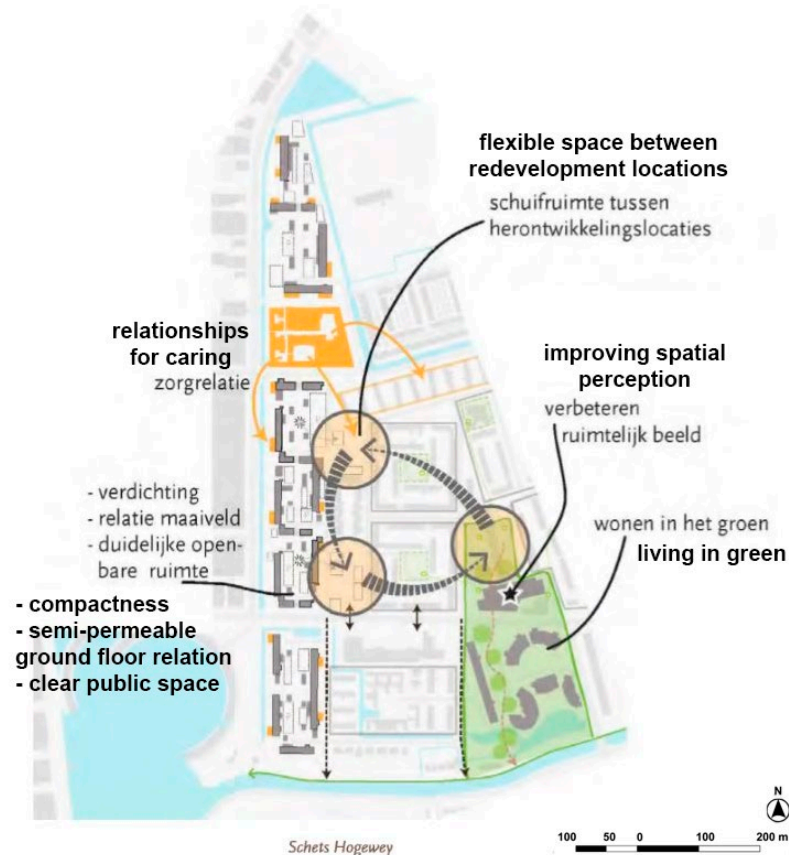 flexible space between
redevelopment locations
schuifruimte tussen
herontwikkelingslocaties
relationships
for caring
zorgrelatie
improving spatial
perception
verbeteren
ruimtelijk beeld
- verdichting
- relatie maaiveld
- duidelijke open-
bare ruimte
wonen in het groen
living in green
- compactness
- semi-permeable
ground floor relation
- clear public space
N
100 50 0 100 200 m
Schets Hogewey